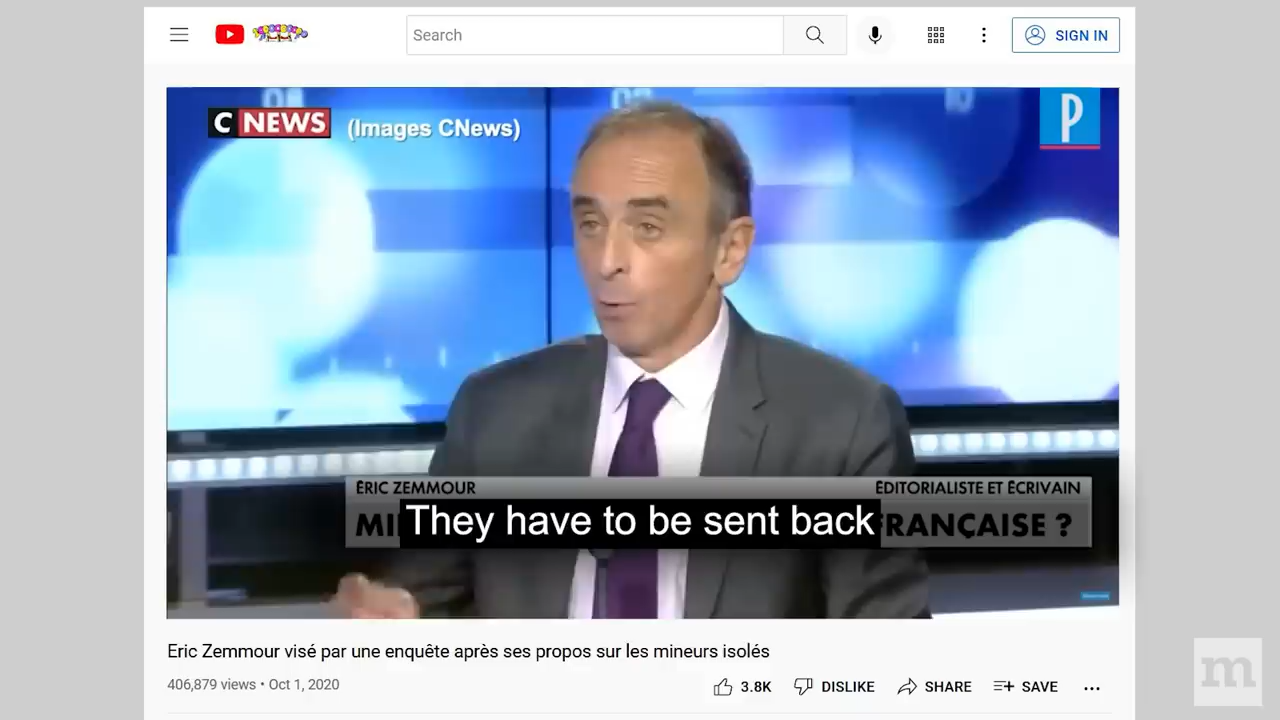 Search
SIGN IN
C NEWS
(Images CNews)
P
ÉRIC ZEMMOUR
ÉDITORIALISTE ET ÉCRIVAIN
They have to be sent back
FRANÇAISE ?
Eric Zemmour visé par une enquête après ses propos sur les mineurs isolés
406,879 views • Oct 1, 2020
3.8K
DISLIKE
SHARE
SAVE
m